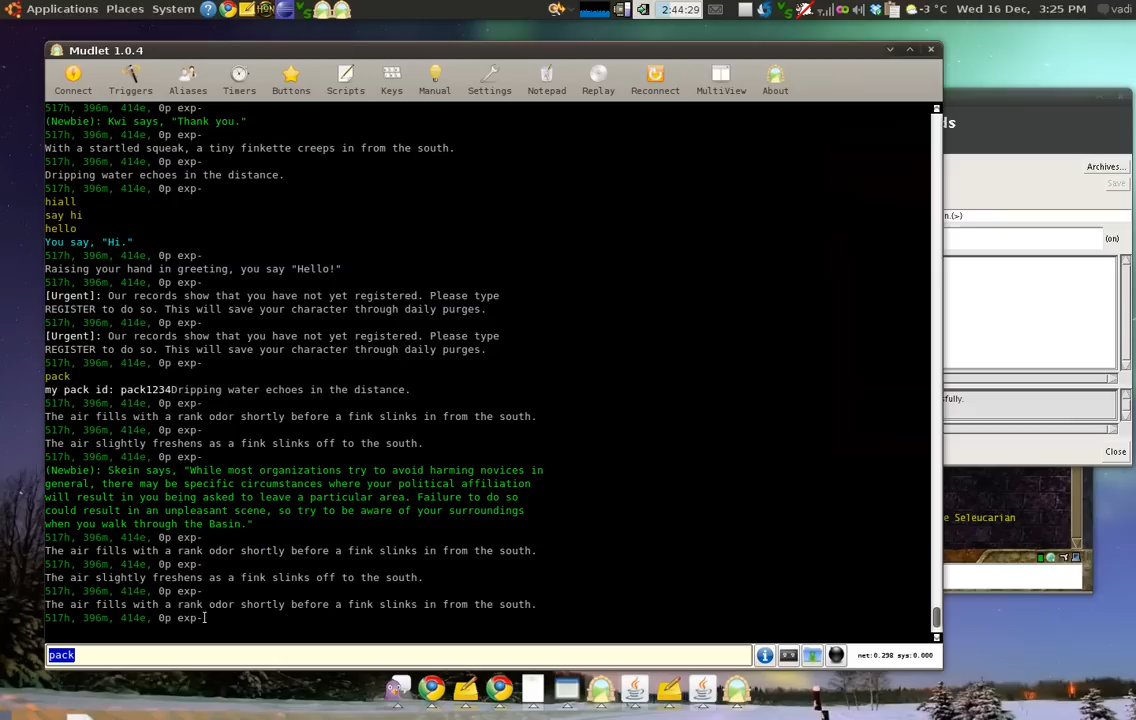 Applications Places System
2:44:29
-3 °C Wed 16 Dec, 3:25 PM vadi
Mudlet 1.0.4
Connect Triggers Aliases Timers Buttons Scripts Keys Manual Settings Notepad Replay Reconnect MultiView About
517h, 396m, 414e, 0p exp-
(Newbie): Kwi says, "Thank you."
517h, 396m, 414e, 0p exp-
With a startled squeak, a tiny finkette creeps in from the south.
517h, 396m, 414e, 0p exp-
Dripping water echoes in the distance.
517h, 396m, 414e, 0p exp-
hiall
say hi
hello
You say, "Hi."
517h, 396m, 414e, 0p exp-
Raising your hand in greeting, you say "Hello!"
517h, 396m, 414e, 0p exp-
[Urgent]: Our records show that you have not yet registered. Please type
REGISTER to do so. This will save your character through daily purges.
517h, 396m, 414e, 0p exp-
[Urgent]: Our records show that you have not yet registered. Please type
REGISTER to do so. This will save your character through daily purges.
517h, 396m, 414e, 0p exp-
pack
my pack id: pack1234Dripping water echoes in the distance.
517h, 396m, 414e, 0p exp-
The air fills with a rank odor shortly before a fink slinks in from the south.
517h, 396m, 414e, 0p exp-
The air slightly freshens as a fink slinks off to the south.
517h, 396m, 414e, 0p exp-
(Newbie): Skein says, "While most organizations try to avoid harming novices in
general, there may be specific circumstances where your political affiliation
will result in you being asked to leave a particular area. Failure to do so
could result in an unpleasant scene, so try to be aware of your surroundings
when you walk through the Basin."
517h, 396m, 414e, 0p exp-
The air fills with a rank odor shortly before a fink slinks in from the south.
517h, 396m, 414e, 0p exp-
The air slightly freshens as a fink slinks off to the south.
517h, 396m, 414e, 0p exp-
The air fills with a rank odor shortly before a fink slinks in from the south.
517h, 396m, 414e, 0p exp-
pack
net:0.298 sys:0.000
ds
Archives...
Save
n.(>)
(on)
sfully.
Close
e Seleucarian